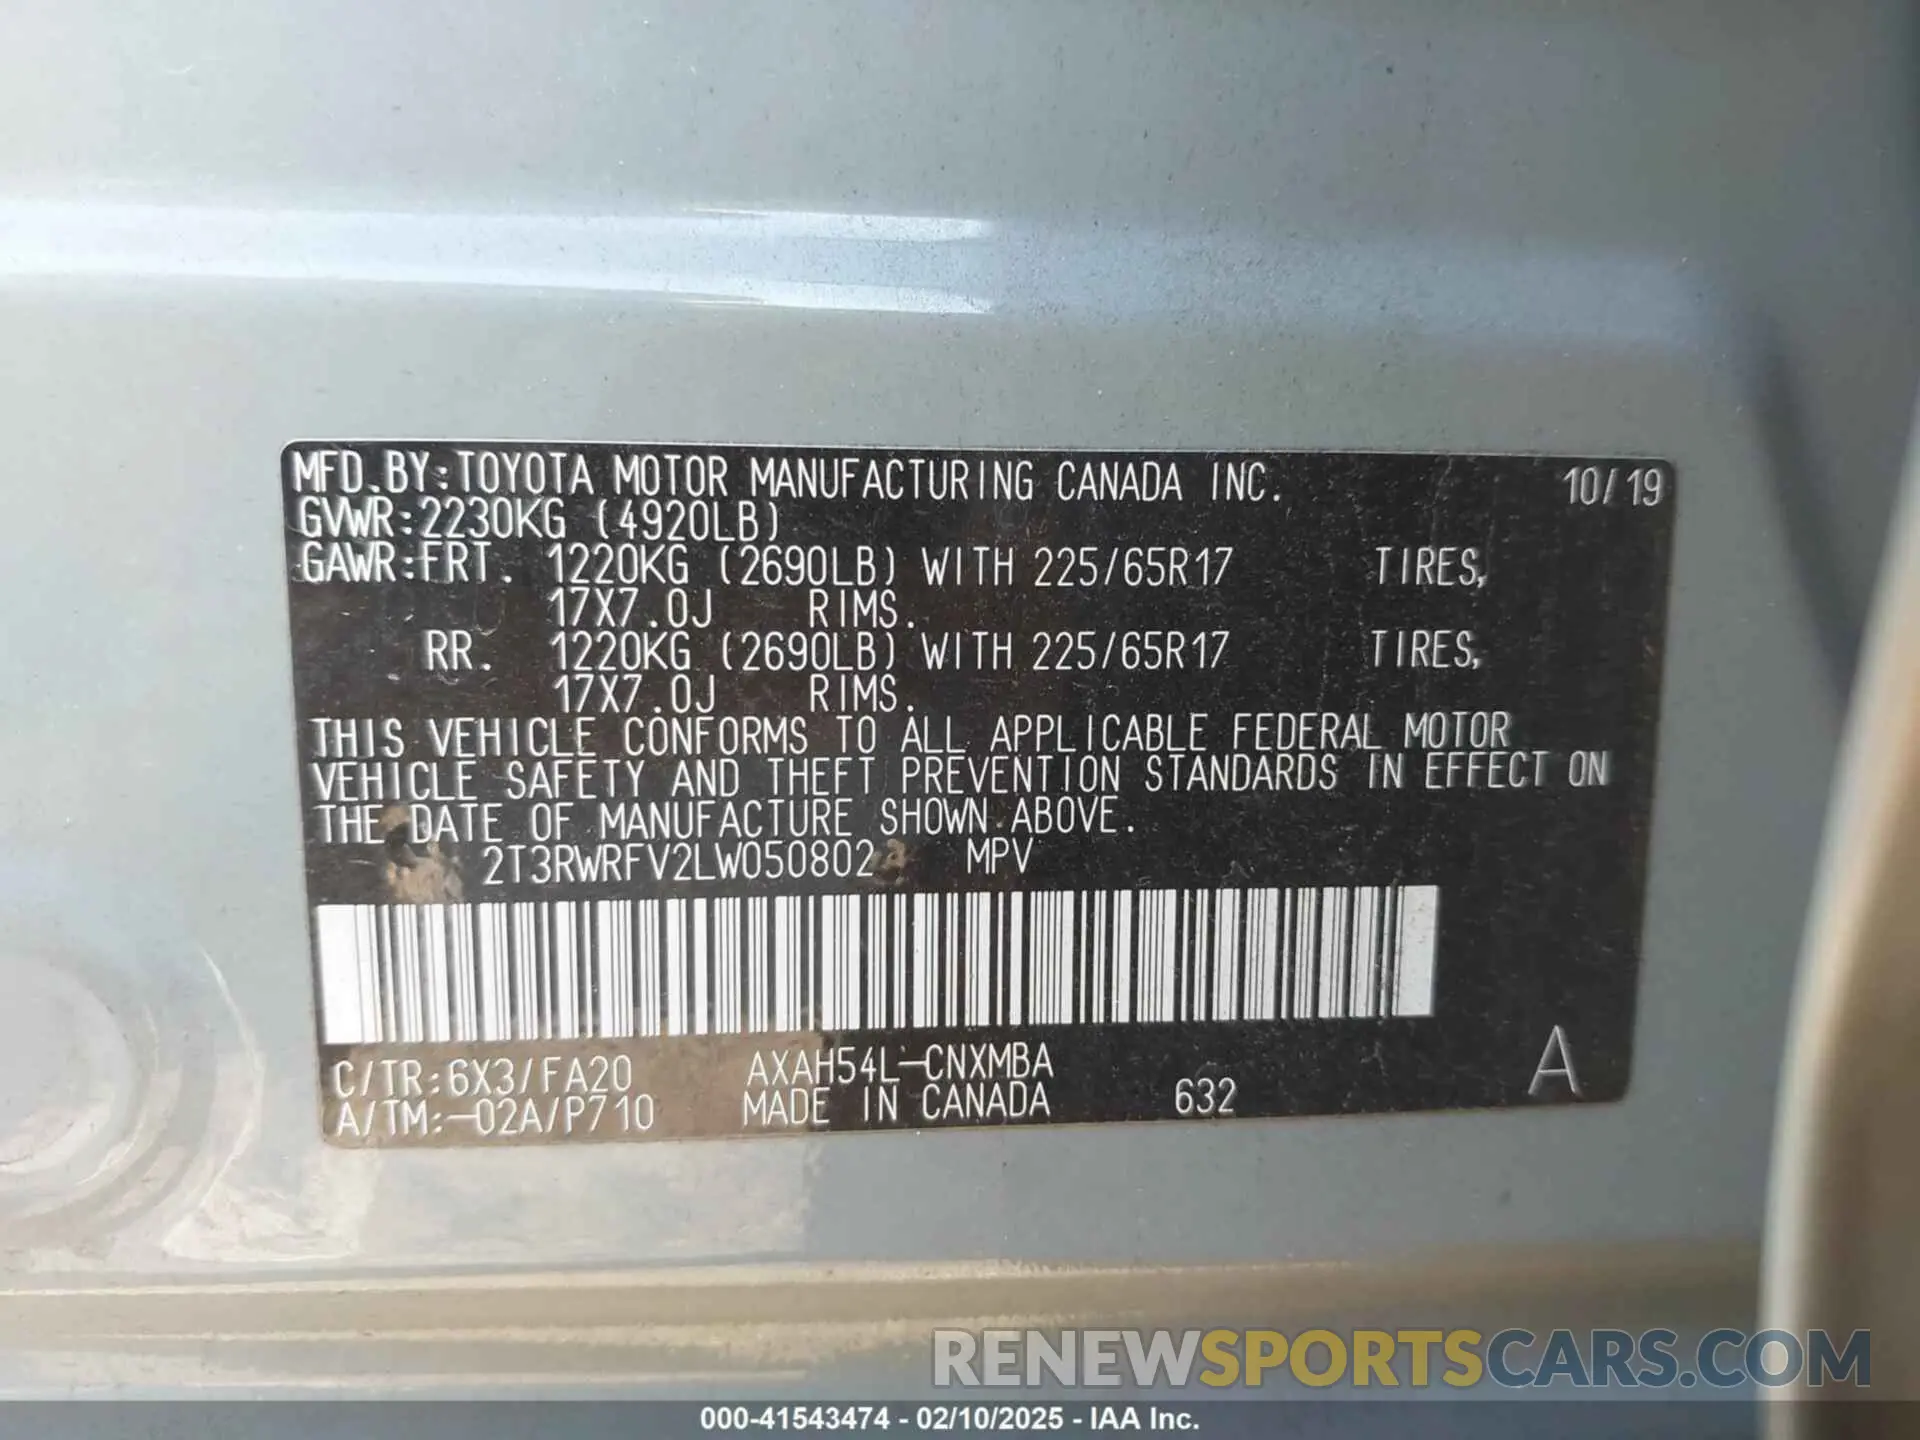 MFD.BY:TOYOTA MOTOR MANUFACTURING CANADA INC. 10/19
GVWR:2230KG (4920LB)
GAWR:FRT. 1220KG (2690LB) WITH 225/65R17 TIRES,
17X7.0J RIMS.
RR. 1220KG (2690LB) WITH 225/65R17 TIRES,
17X7.0J RIMS.
THIS VEHICLE CONFORMS TO ALL APPLICABLE FEDERAL MOTOR
VEHICLE SAFETY AND THEFT PREVENTION STANDARDS IN EFFECT ON
THE DATE OF MANUFACTURE SHOWN ABOVE.
2T3RWRFV2LW050802 MPV
C/TR:6X3/FA20 AXAH54L-CNXMBA
A/TM:-02A/P710 MADE IN CANADA 632 A
RENEWSPORTSCARS.COM
000-41543474 - 02/10/2025 - IAA Inc.